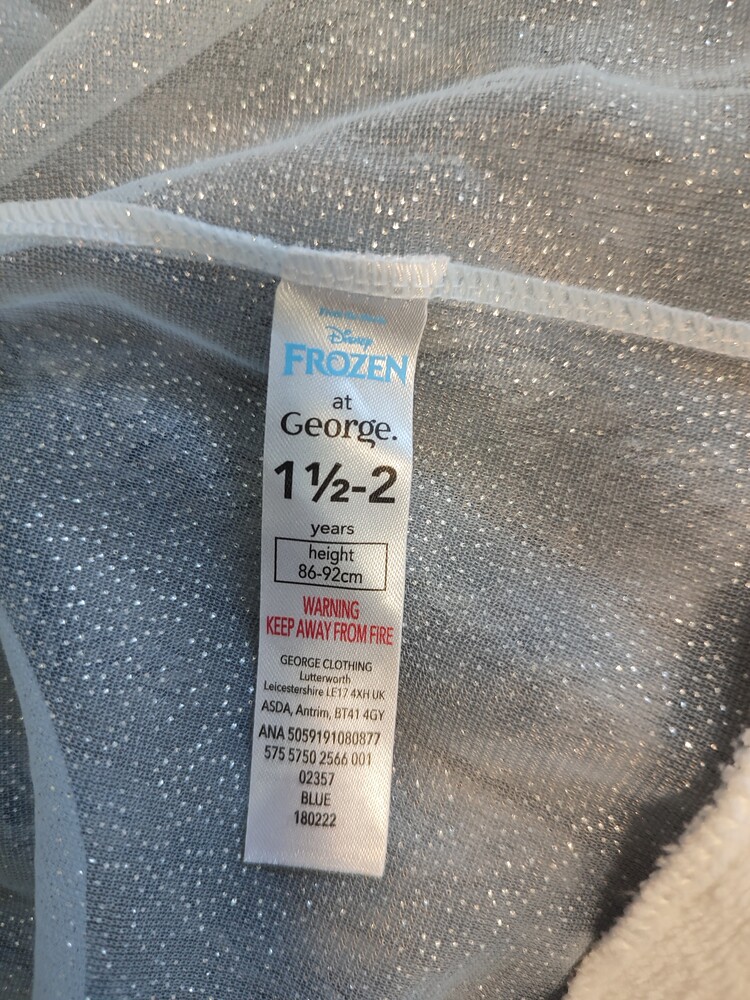 Disney
FROZEN
at
George.
1½-2
years
height
86-92cm
WARNING
KEEP AWAY FROM FIRE
GEORGE CLOTHING
Lutterworth
Leicestershire LE17 4XH UK
ASDA, Antrim, BT41 4GY
ANA 5059191080877
575 5750 2566 001
02357
BLUE
180222